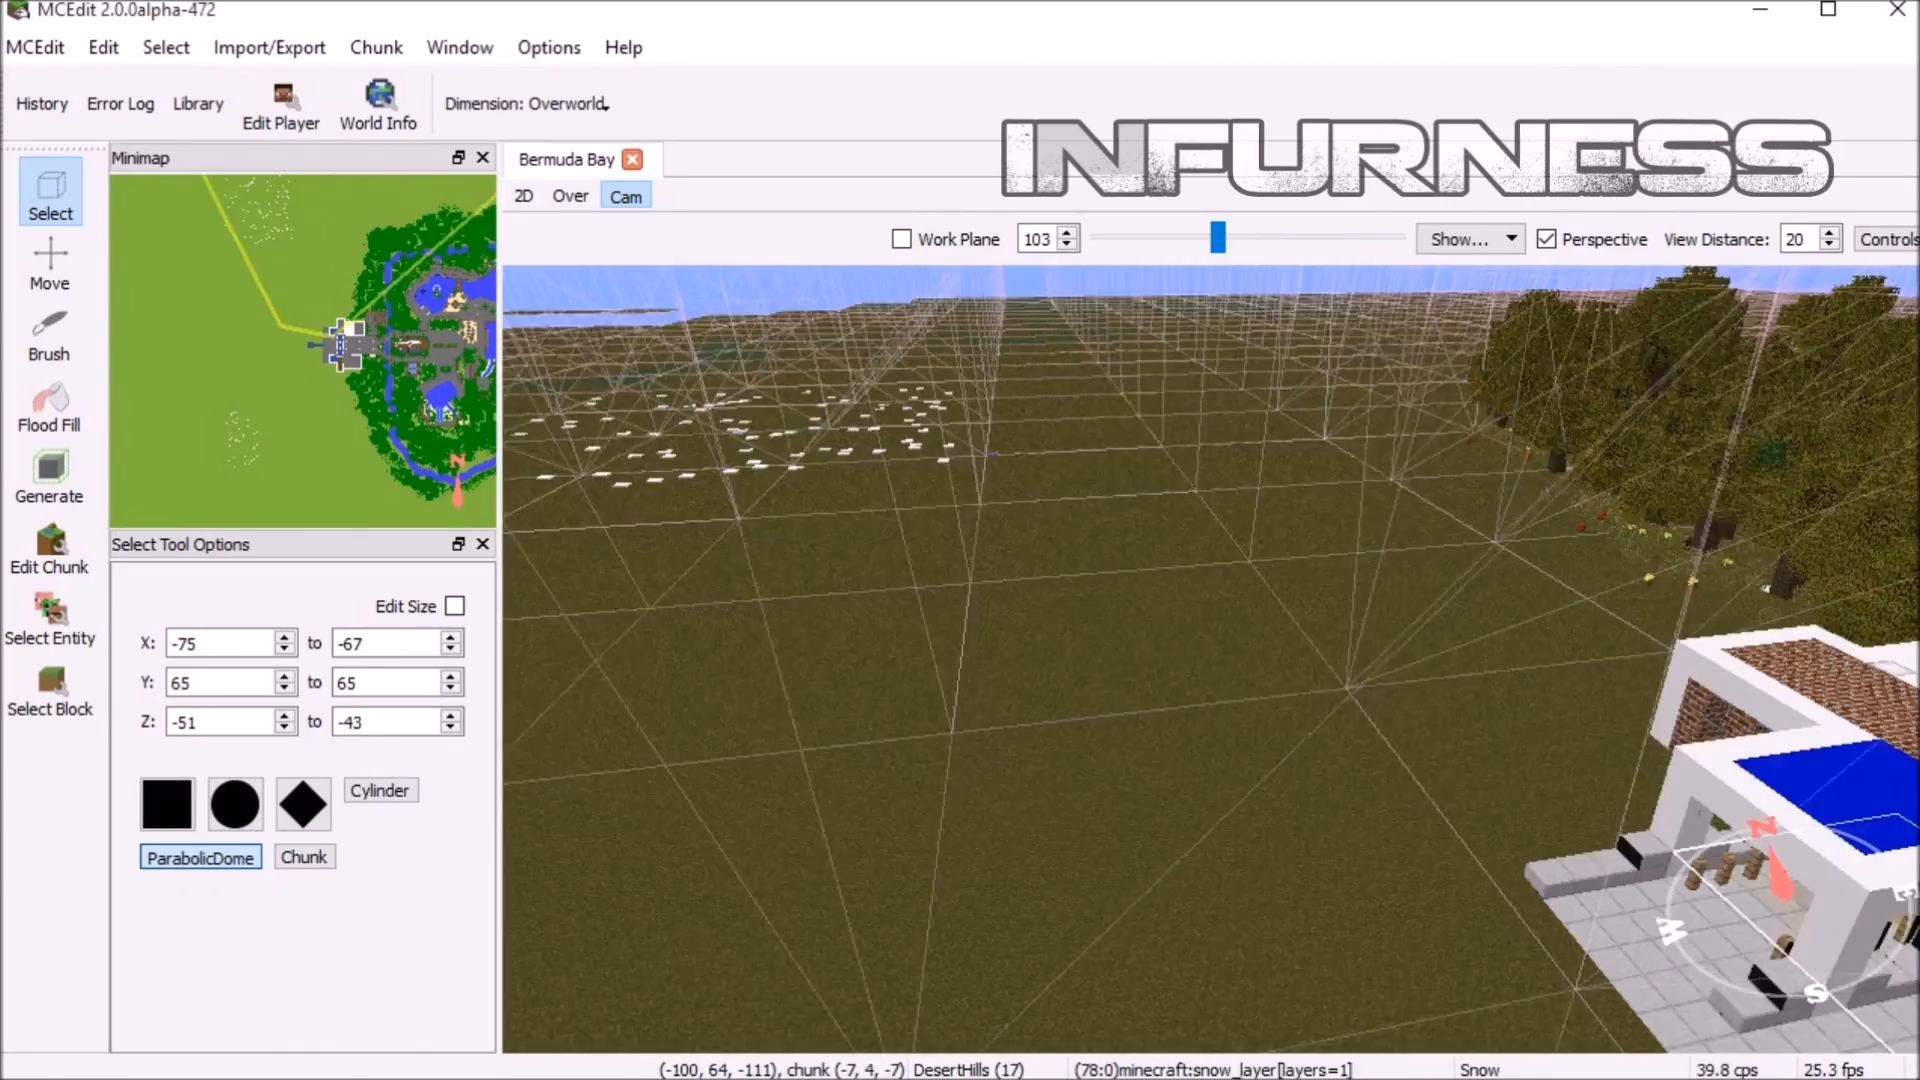 MCEdit 2.0.0alpha-472
MCEdit Edit Select Import/Export Chunk Window Options Help
History Error Log Library Edit Player World Info Dimension: Overworld
INFURNESS
Minimap
Bermuda Bay
2D Over Cam
Work Plane 103 Show... Perspective View Distance: 20 Controls
Select
Move
Brush
Flood Fill
Generate
Edit Chunk
Select Entity
Select Block
N
Select Tool Options
Edit Size
X: -75 to -67
Y: 65 to 65
Z: -51 to -43
Cylinder
ParabolicDome Chunk
N
E
W
S
(-100, 64, -111), chunk (-7, 4, -7) DesertHills (17) (78:0)minecraft:snow_layer[layers=1] Snow 39.8 cps 25.3 fps